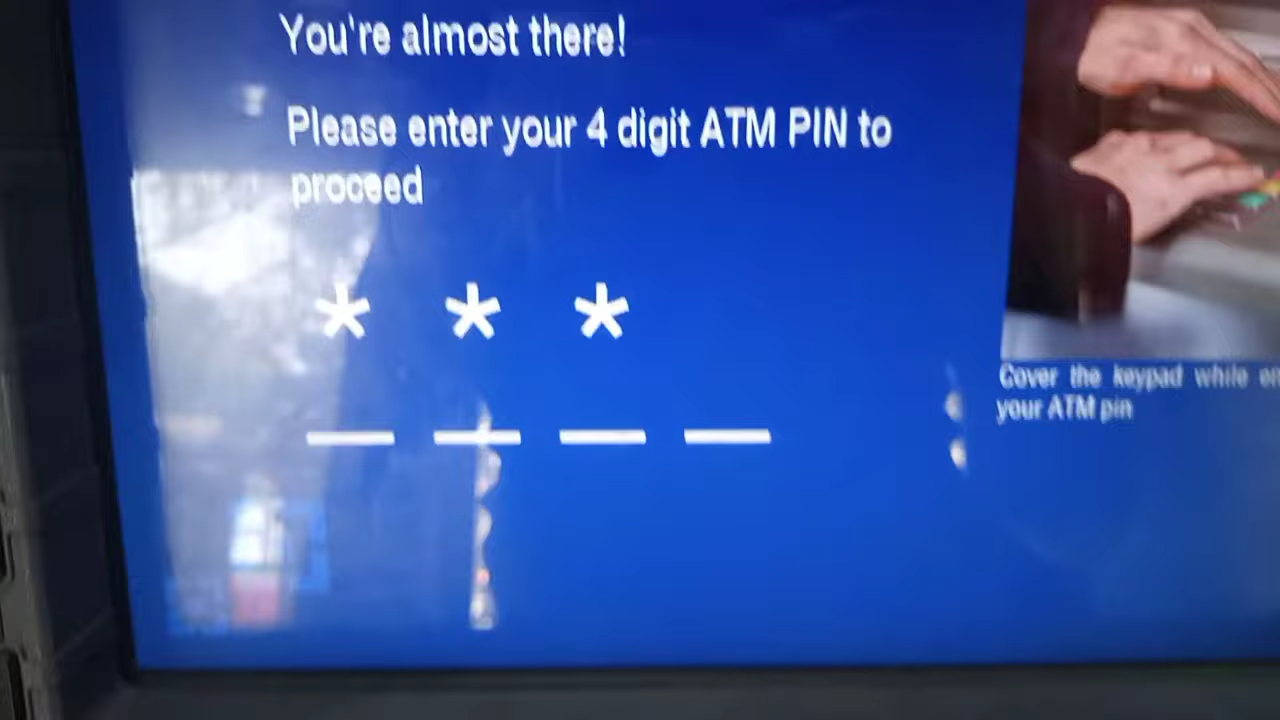 You're almost there!
Please enter your 4 digit ATM PIN to
proceed
* * *
Cover the keypad while
your ATM pin